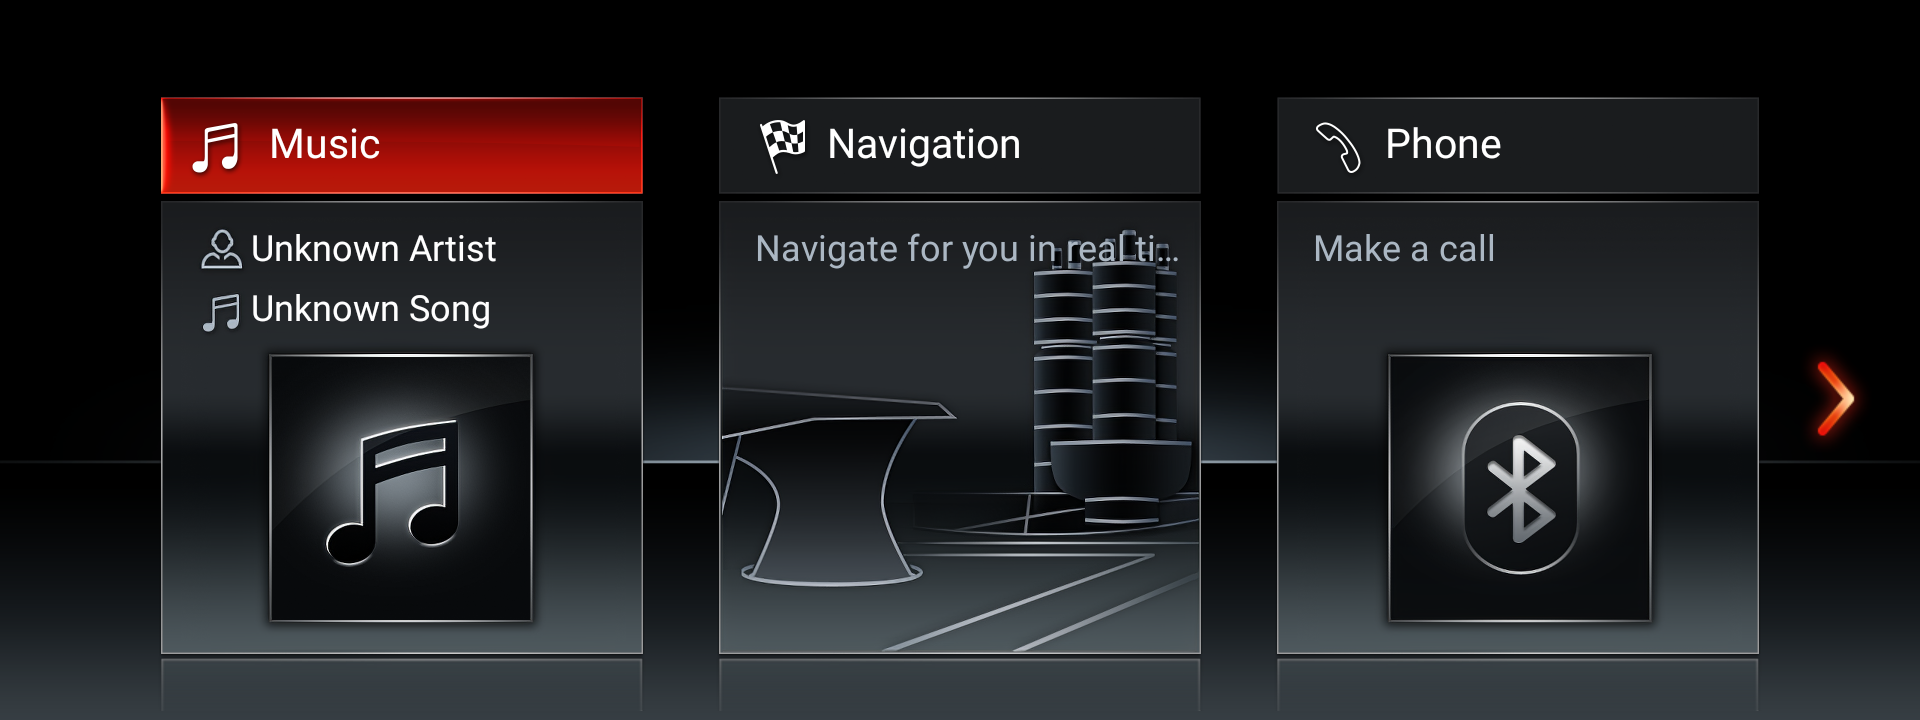 Music
Unknown Artist
Unknown Song
Navigation
Navigate for you in real ti...
Phone
Make a call